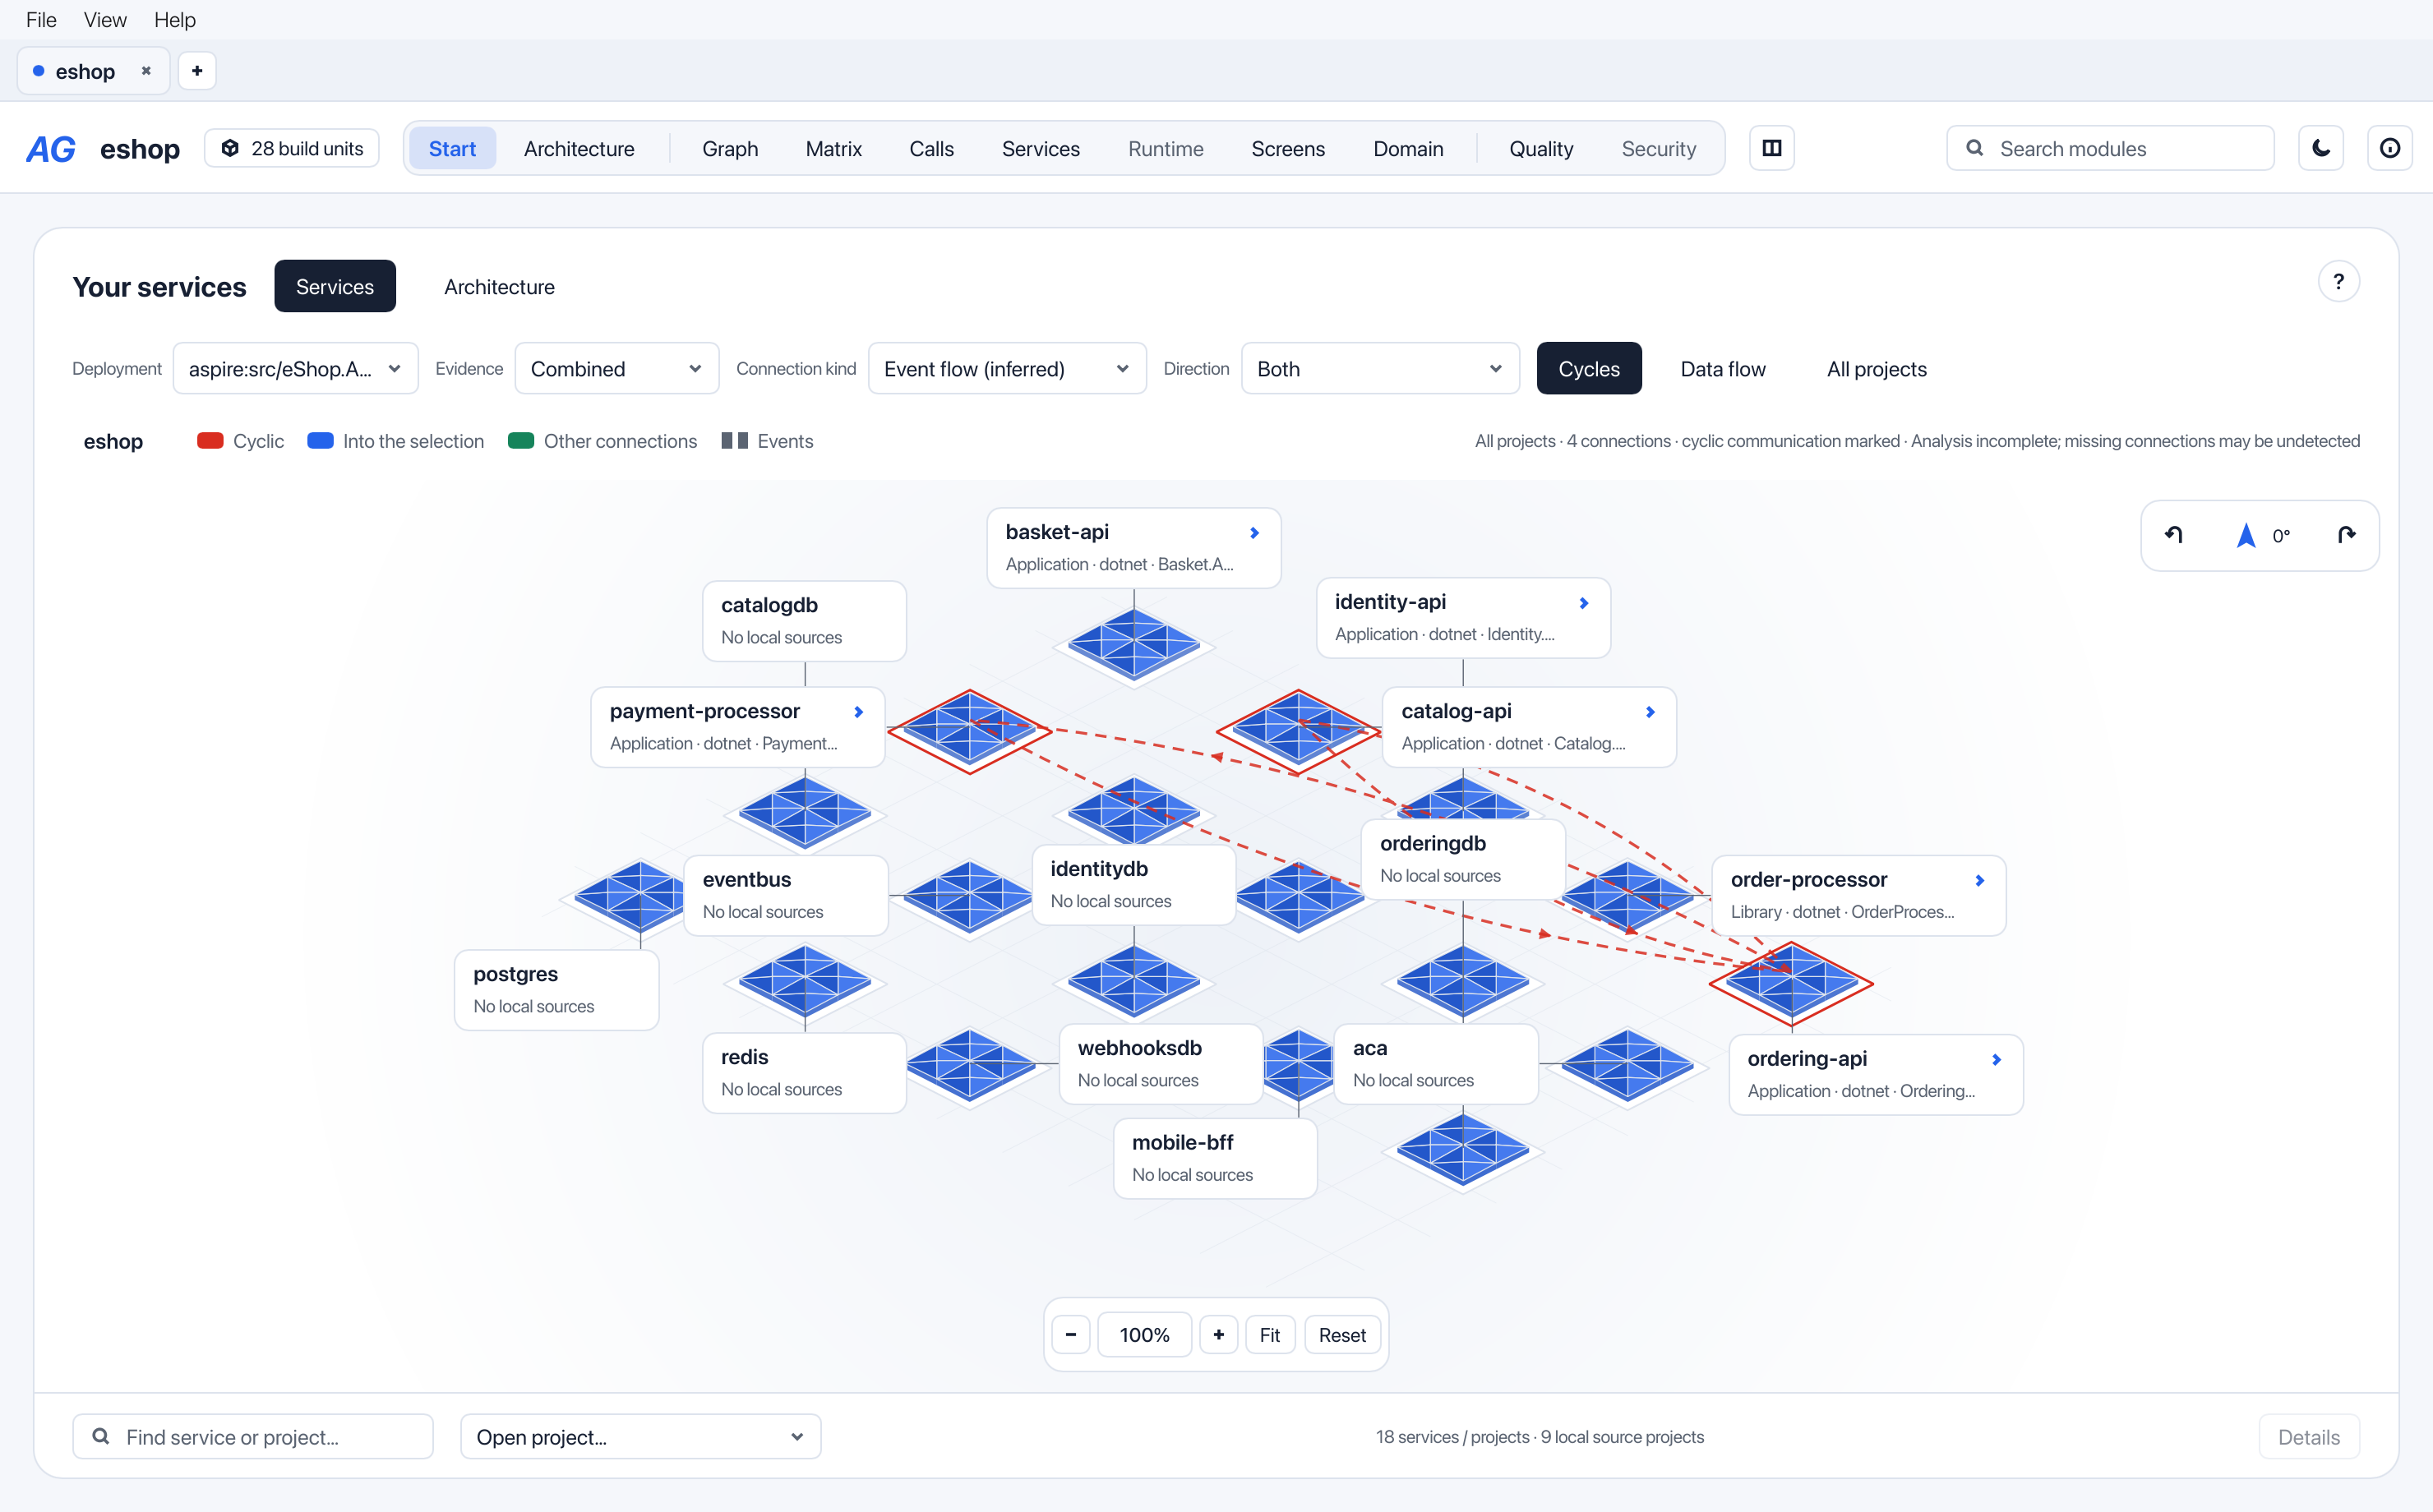 File View Help
eshop
AG eshop 28 build units Start Architecture Graph Matrix Calls Services Runtime Screens Domain Quality Security Search modules
Your services Services Architecture ?
Deployment aspire:src/eShop.A... Evidence Combined Connection kind Event flow (inferred) Direction Both Cycles Data flow All projects
eshop Cyclic Into the selection Other connections Events All projects · 4 connections · cyclic communication marked · Analysis incomplete; missing connections may be undetected
0°
basket-api
Application · dotnet · Basket.A...
catalogdb
No local sources
identity-api
Application · dotnet · Identity....
payment-processor
Application · dotnet · Payment...
catalog-api
Application · dotnet · Catalog....
orderingdb
No local sources
eventbus
No local sources
identitydb
No local sources
order-processor
Library · dotnet · OrderProces...
postgres
No local sources
redis
No local sources
webhooksdb
No local sources
aca
No local sources
ordering-api
Application · dotnet · Ordering...
mobile-bff
No local sources
− 100% + Fit Reset
Find service or project... Open project... 18 services / projects · 9 local source projects Details